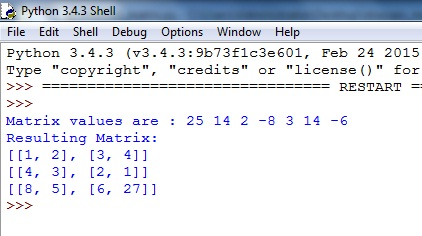 Python 3.4.3 Shell
File Edit Shell Debug Options Window Help
Python 3.4.3 (v3.4.3:9b73f1c3e601, Feb 24 2015
Type "copyright", "credits" or "license()" for
>>> ================================ RESTART =
>>>
Matrix values are : 25 14 2 -8 3 14 -6
Resulting Matrix:
[[1, 2], [3, 4]]
[[4, 3], [2, 1]]
[[8, 5], [6, 27]]
>>>